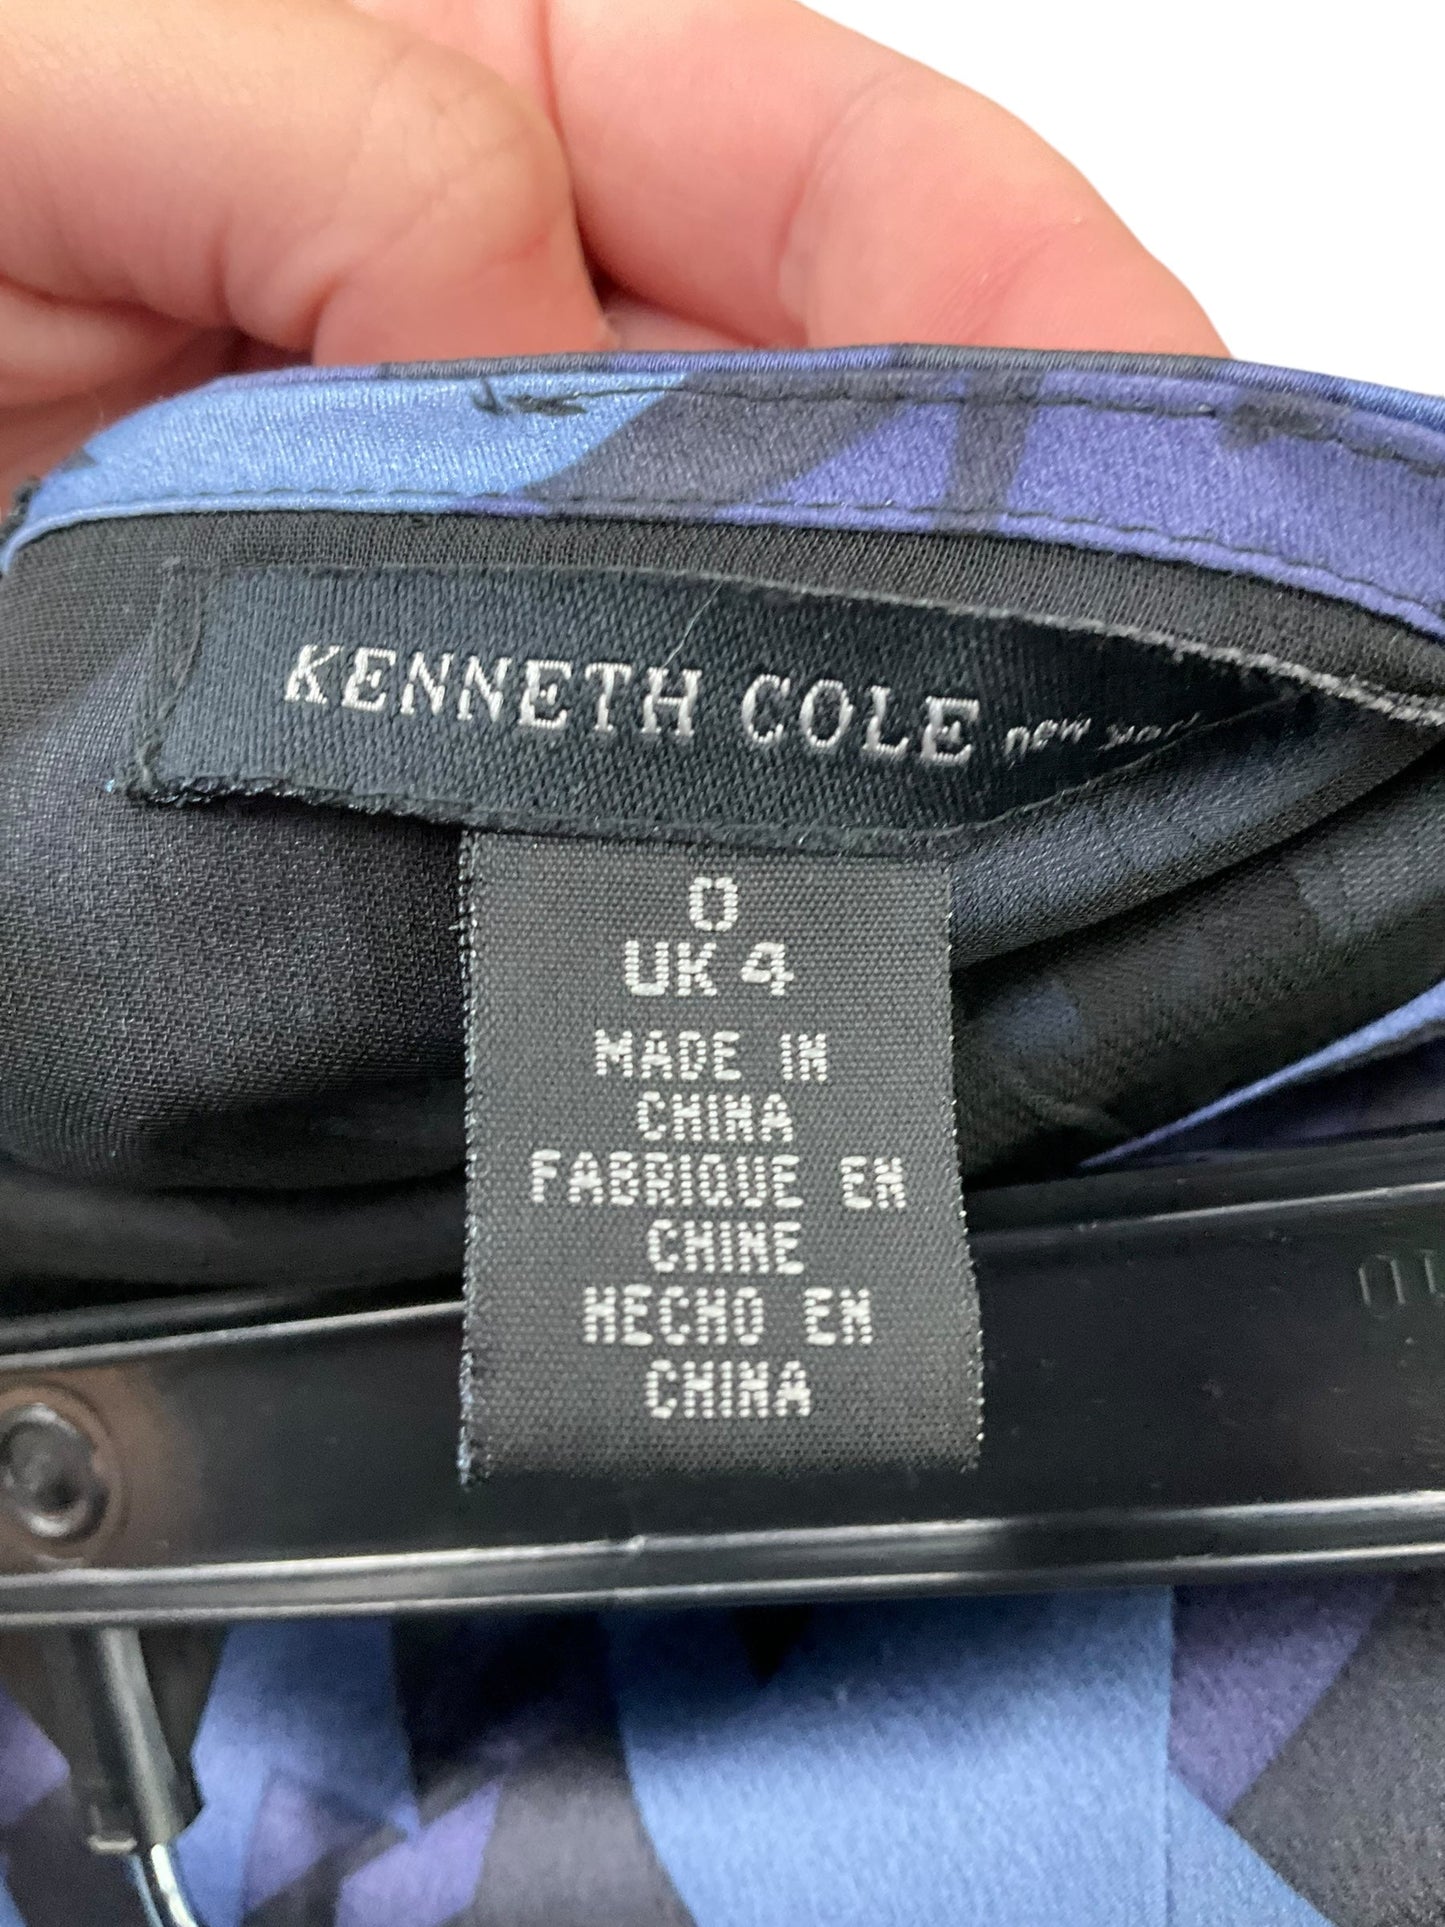 KENNETH COLE new york
0
UK 4
MADE IN
CHINA
FABRIQUE EN
CHINE
HECHO EN
CHINA